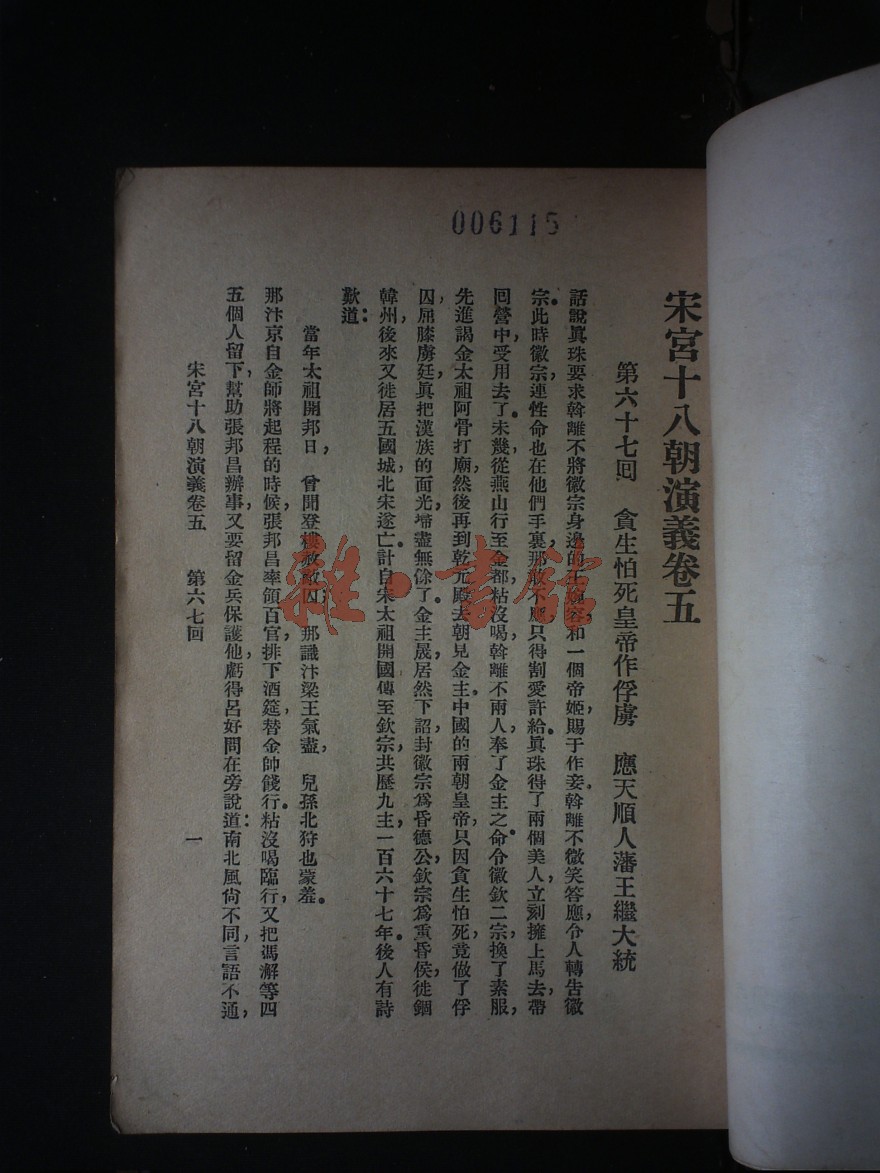 006115
宋宮十八朝演義卷五
第六十七囘　貪生怕死皇帝作俘虜　應天順人藩王繼大統
話說眞珠要求斡離不將徽宗身邊的王婉容和一個帝姬，賜于作妾，斡離不微笑答應，令人轉告徽
宗。此時徽宗，連性命也在他們手裏，那敢不應，只得割愛許給。眞珠得了兩個美人，立刻擁上馬去，帶
囘營中，受用去了。未幾，從燕山行至金都，粘沒喝，斡離不兩人，奉了金主之命，令徽欽二宗，換了素服，
先進謁金太祖阿骨打廟，然後再到乾元殿去朝見金主。中國的兩朝皇帝，只因貪生怕死，竟做了俘
囚，屈膝虜廷，眞把漢族的面光，埽盡無餘了。金主晟，居然下詔，封徽宗爲昏德公，欽宗爲重昏侯，徙錮
韓州，後來又徙居五國城，北宋遂亡。計自宋太祖開國，傳至欽宗，共歷九主，一百六十七年。後人有詩
歎道：
當年太祖開邦日，　曾聞登樓赦敵囚，　那識汴梁王氣盡，　兒孫北狩也蒙羞。
那汴京自金師將起程的時候，張邦昌率領百官，排下酒筵，替金帥餞行。粘沒喝臨行，又把馮澥等四
五個人留下，幫助張邦昌辦事，又要留金兵保護他，虧得呂好問在旁說道：南北風尙不同，言語不通，
宋宮十八朝演義卷五　第六七囘　一
雜·書館